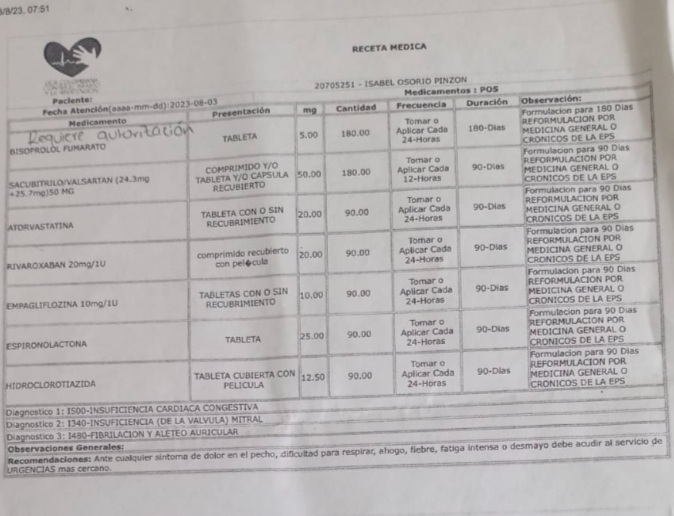 8/8/23, 07:51
RECETA MEDICA
20705251 - ISABEL OSORIO PINZON
Paciente:
Medicamentos : POS
Fecha Atención(aaaa-mm-dd):2023-08-03
Medicamento Presentación mg Cantidad Frecuencia Duración Observación:
Requiere autoritación
BISOPROLOL FUMARATO TABLETA 5.00 180.00 Tomar o Aplicar Cada 24-Horas 180-Dias Formulacion para 180 Dias REFORMULACION POR MEDICINA GENERAL O CRONICOS DE LA EPS
SACUBITRILO/VALSARTAN (24.3mg +25.7mg)50 MG COMPRIMIDO Y/O TABLETA Y/O CAPSULA RECUBIERTO 50.00 180.00 Tomar o Aplicar Cada 12-Horas 90-Dias Formulacion para 90 Dias REFORMULACION POR MEDICINA GENERAL O CRONICOS DE LA EPS
ATORVASTATINA TABLETA CON O SIN RECUBRIMIENTO 20.00 90.00 Tomar o Aplicar Cada 24-Horas 90-Dias Formulacion para 90 Dias REFORMULACION POR MEDICINA GENERAL O CRONICOS DE LA EPS
RIVAROXABAN 20mg/1U comprimido recubierto con pel�cula 20.00 90.00 Tomar o Aplicar Cada 24-Horas 90-Dias Formulacion para 90 Dias REFORMULACION POR MEDICINA GENERAL O CRONICOS DE LA EPS
EMPAGLIFLOZINA 10mg/1U TABLETAS CON O SIN RECUBRIMIENTO 10.00 90.00 Tomar o Aplicar Cada 24-Horas 90-Dias Formulacion para 90 Dias REFORMULACION POR MEDICINA GENERAL O CRONICOS DE LA EPS
ESPIRONOLACTONA TABLETA 25.00 90.00 Tomar o Aplicar Cada 24-Horas 90-Dias Formulacion para 90 Dias REFORMULACION POR MEDICINA GENERAL O CRONICOS DE LA EPS
HIDROCLOROTIAZIDA TABLETA CUBIERTA CON PELICULA 12.50 90.00 Tomar o Aplicar Cada 24-Horas 90-Dias Formulacion para 90 Dias REFORMULACION POR MEDICINA GENERAL O CRONICOS DE LA EPS
Diagnostico 1: I500-INSUFICIENCIA CARDIACA CONGESTIVA
Diagnostico 2: I340-INSUFICIENCIA (DE LA VALVULA) MITRAL
Diagnostico 3: I480-FIBRILACION Y ALETEO AURICULAR
Observaciones Generales:
Recomendaciones: Ante cualquier sintoma de dolor en el pecho, dificultad para respirar, ahogo, fiebre, fatiga intensa o desmayo debe acudir al servicio de
URGENCIAS mas cercano.